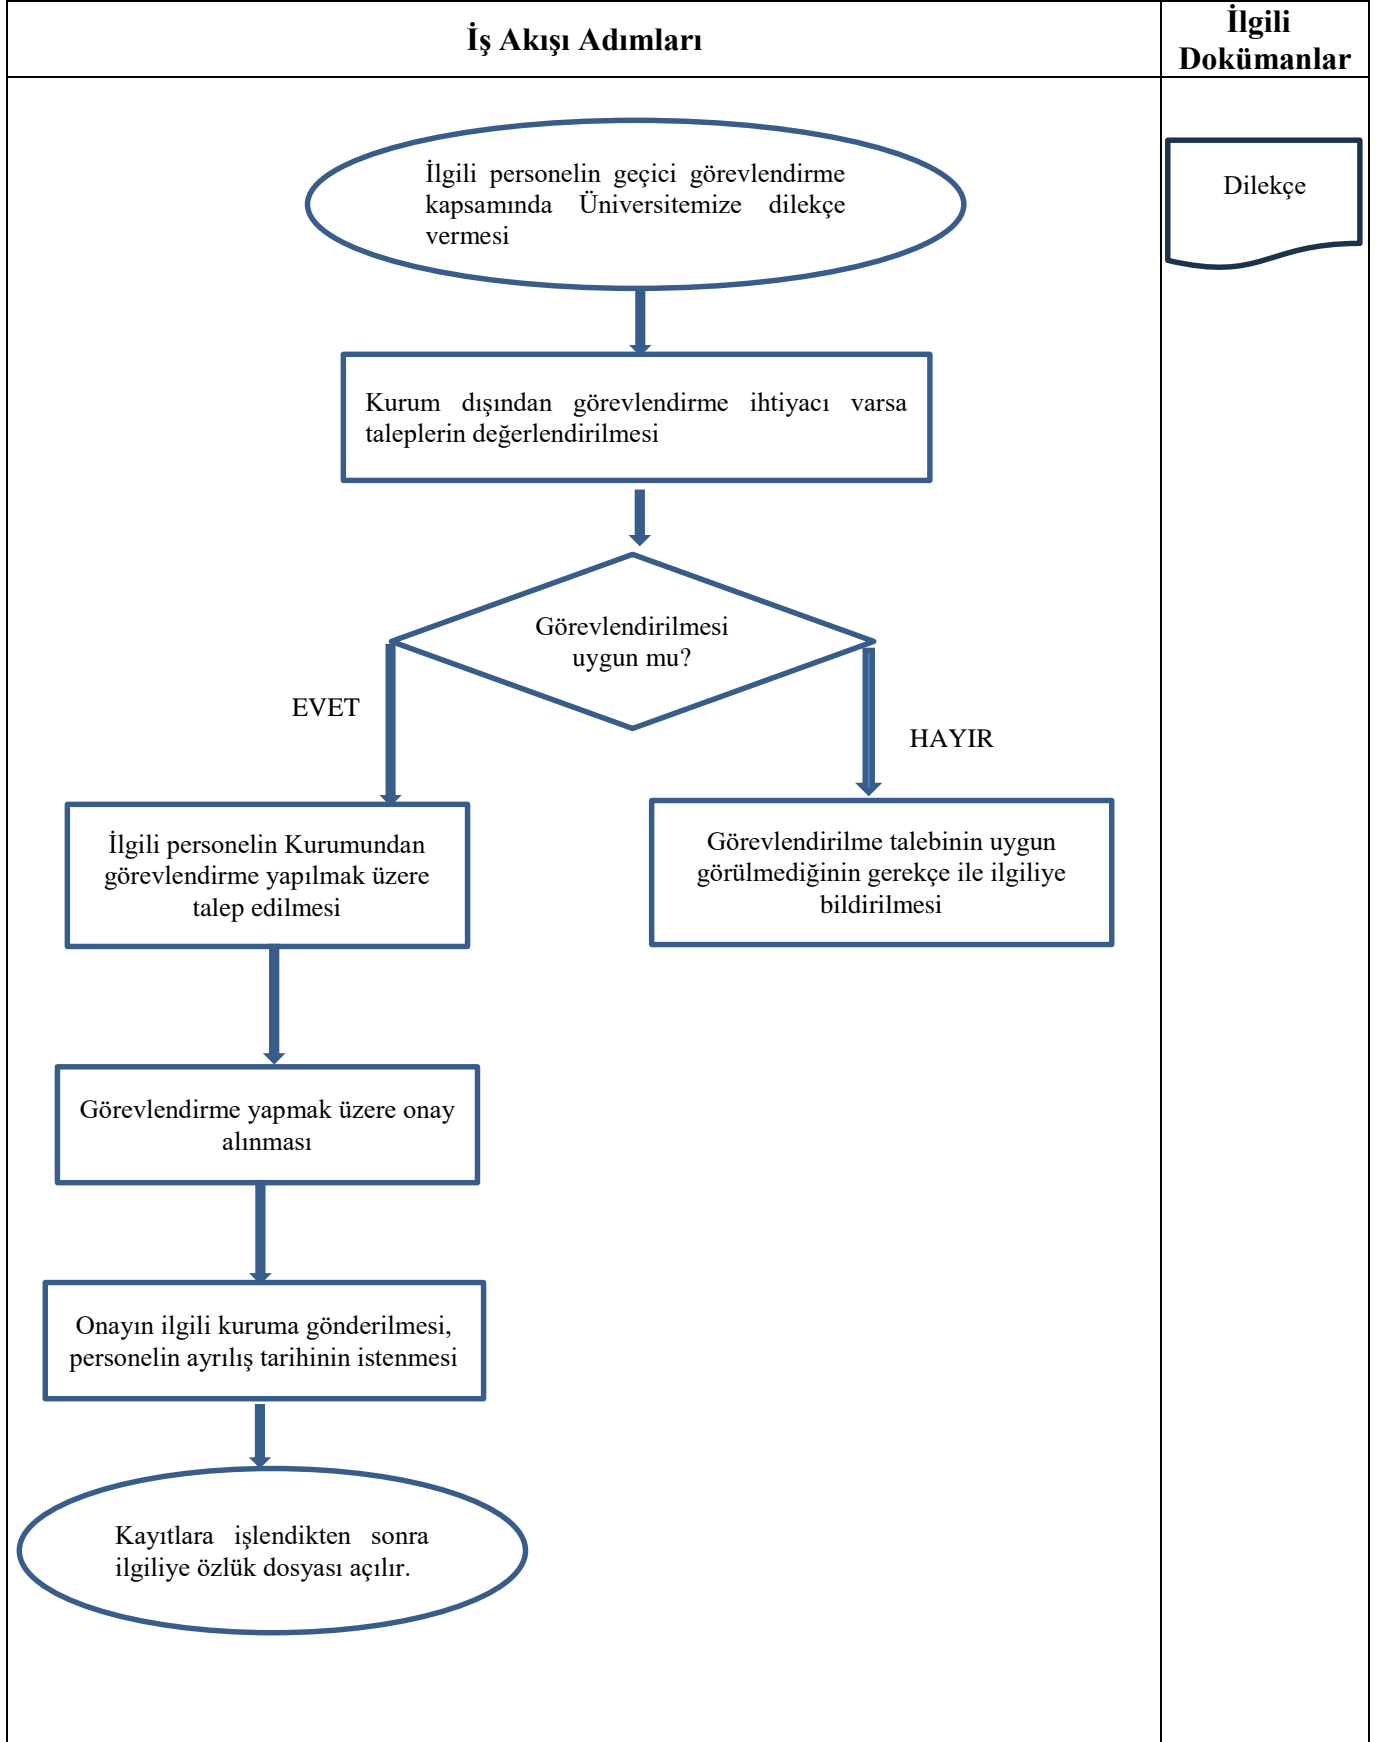 İş Akışı Adımları
İlgili
Dokümanlar
İlgili personelin geçici görevlendirme
kapsamında Üniversitemize dilekçe
vermesi
Dilekçe
Kurum dışından görevlendirme ihtiyacı varsa
taleplerin değerlendirilmesi
Görevlendirilmesi
uygun mu?
EVET
HAYIR
İlgili personelin Kurumundan
görevlendirme yapılmak üzere
talep edilmesi
Görevlendirilme talebinin uygun
görülmediğinin gerekçe ile ilgiliye
bildirilmesi
Görevlendirme yapmak üzere onay
alınması
Onayın ilgili kuruma gönderilmesi,
personelin ayrılış tarihinin istenmesi
Kayıtlara işlendikten sonra
ilgiliye özlük dosyası açılır.